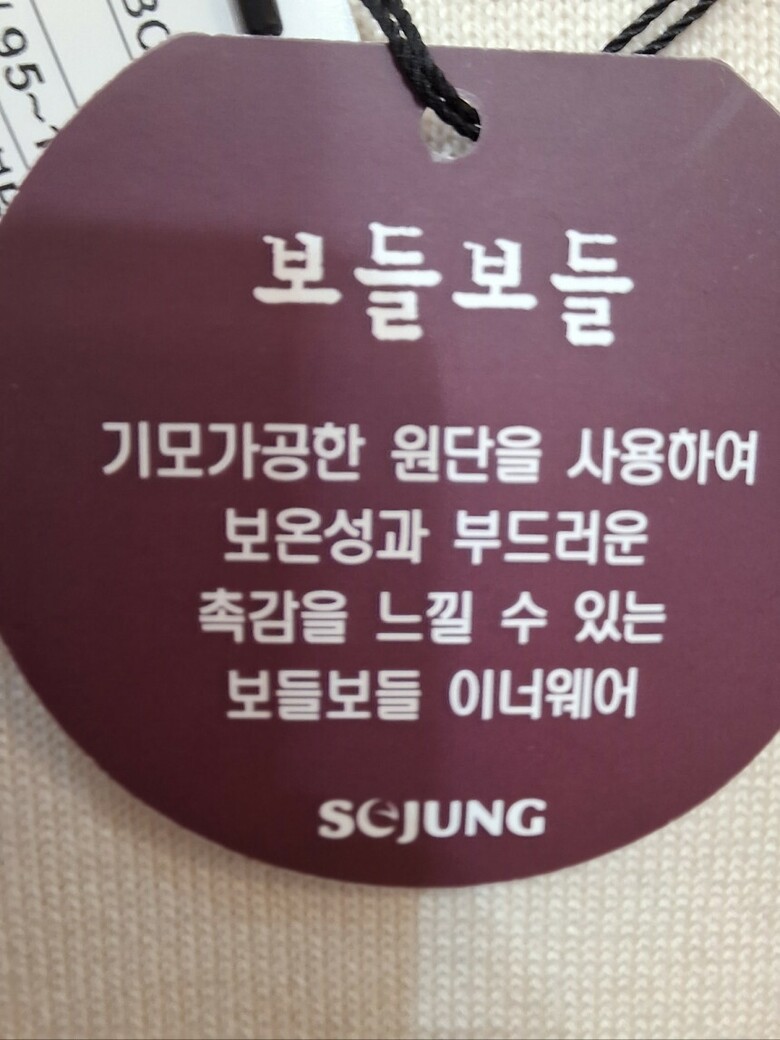 95~
보들보들
기모가공한 원단을 사용하여
보온성과 부드러운
촉감을 느낄 수 있는
보들보들 이너웨어
SEJUNG